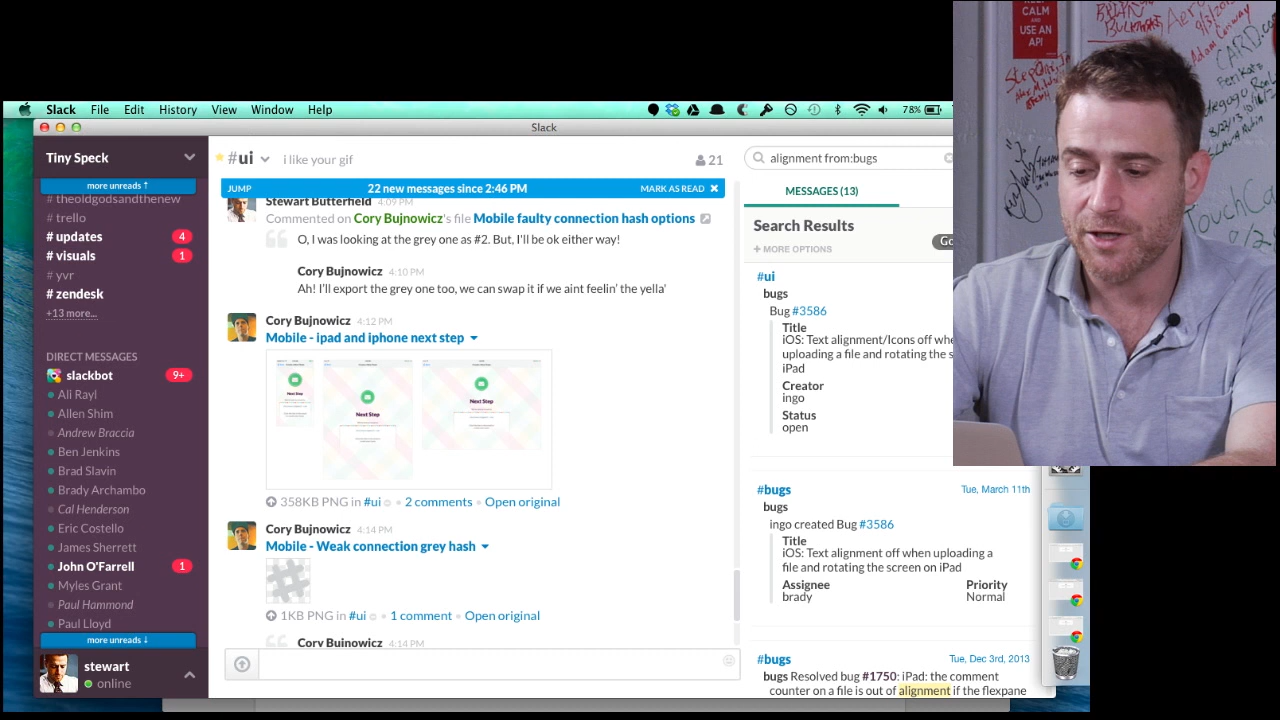 KEEP
CALM
AND
USE AN
API
Slack File Edit History View Window Help
78%
Slack
Tiny Speck
more unreads ↑
# theoldgodsandthenew
# trello
# updates 4
# visuals 1
# yvr
# zendesk
+13 more...
DIRECT MESSAGES
slackbot 9+
Ali Rayl
Allen Shim
Andrew Braccia
Ben Jenkins
Brad Slavin
Brady Archambo
Cal Henderson
Eric Costello
James Sherrett
John O'Farrell 1
Myles Grant
Paul Hammond
Paul Lloyd
more unreads ↓
stewart
online
#ui i like your gif 21
JUMP 22 new messages since 2:46 PM MARK AS READ ✖
Stewart Butterfield 4:09 PM
Commented on Cory Bujnowicz's file Mobile faulty connection hash options
O, I was looking at the grey one as #2. But, I'll be ok either way!
Cory Bujnowicz 4:10 PM
Ah! I'll export the grey one too, we can swap it if we aint feelin' the yella'
Cory Bujnowicz 4:12 PM
Mobile - ipad and iphone next step
Next Step
Next Step
Next Step
358KB PNG in #ui • 2 comments • Open original
Cory Bujnowicz 4:14 PM
Mobile - Weak connection grey hash
1KB PNG in #ui • 1 comment • Open original
Cory Bujnowicz 4:14 PM
alignment from:bugs
MESSAGES (13)
Search Results
+ MORE OPTIONS
#ui
bugs
Bug #3586
Title
iOS: Text alignment/Icons off whe
uploading a file and rotating the s
iPad
Creator
ingo
Status
open
#bugs Tue, March 11th
bugs
ingo created Bug #3586
Title
iOS: Text alignment off when uploading a
file and rotating the screen on iPad
Assignee Priority
brady Normal
#bugs Tue, Dec 3rd, 2013
bugs Resolved bug #1750: iPad: the comment
counter on a file is out of alignment if the flexpane